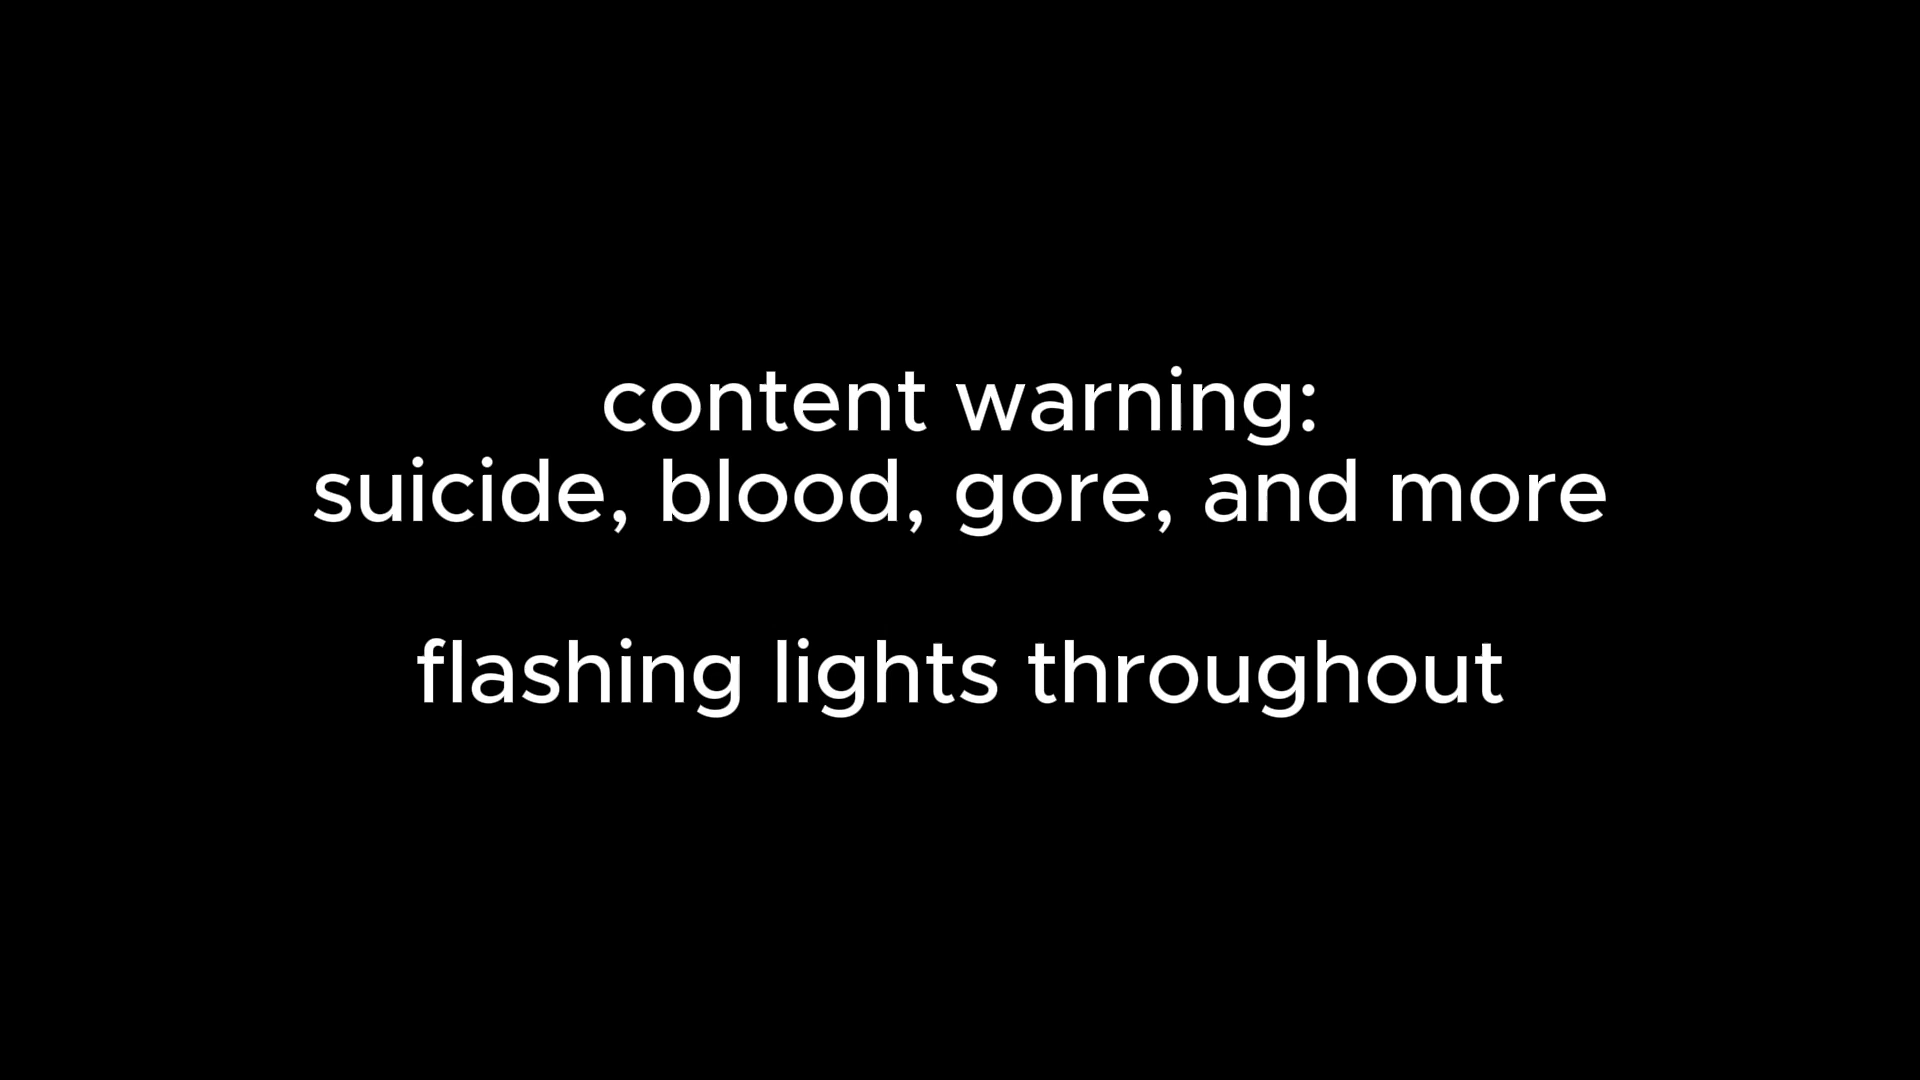 content warning:
suicide, blood, gore, and more
flashing lights throughout